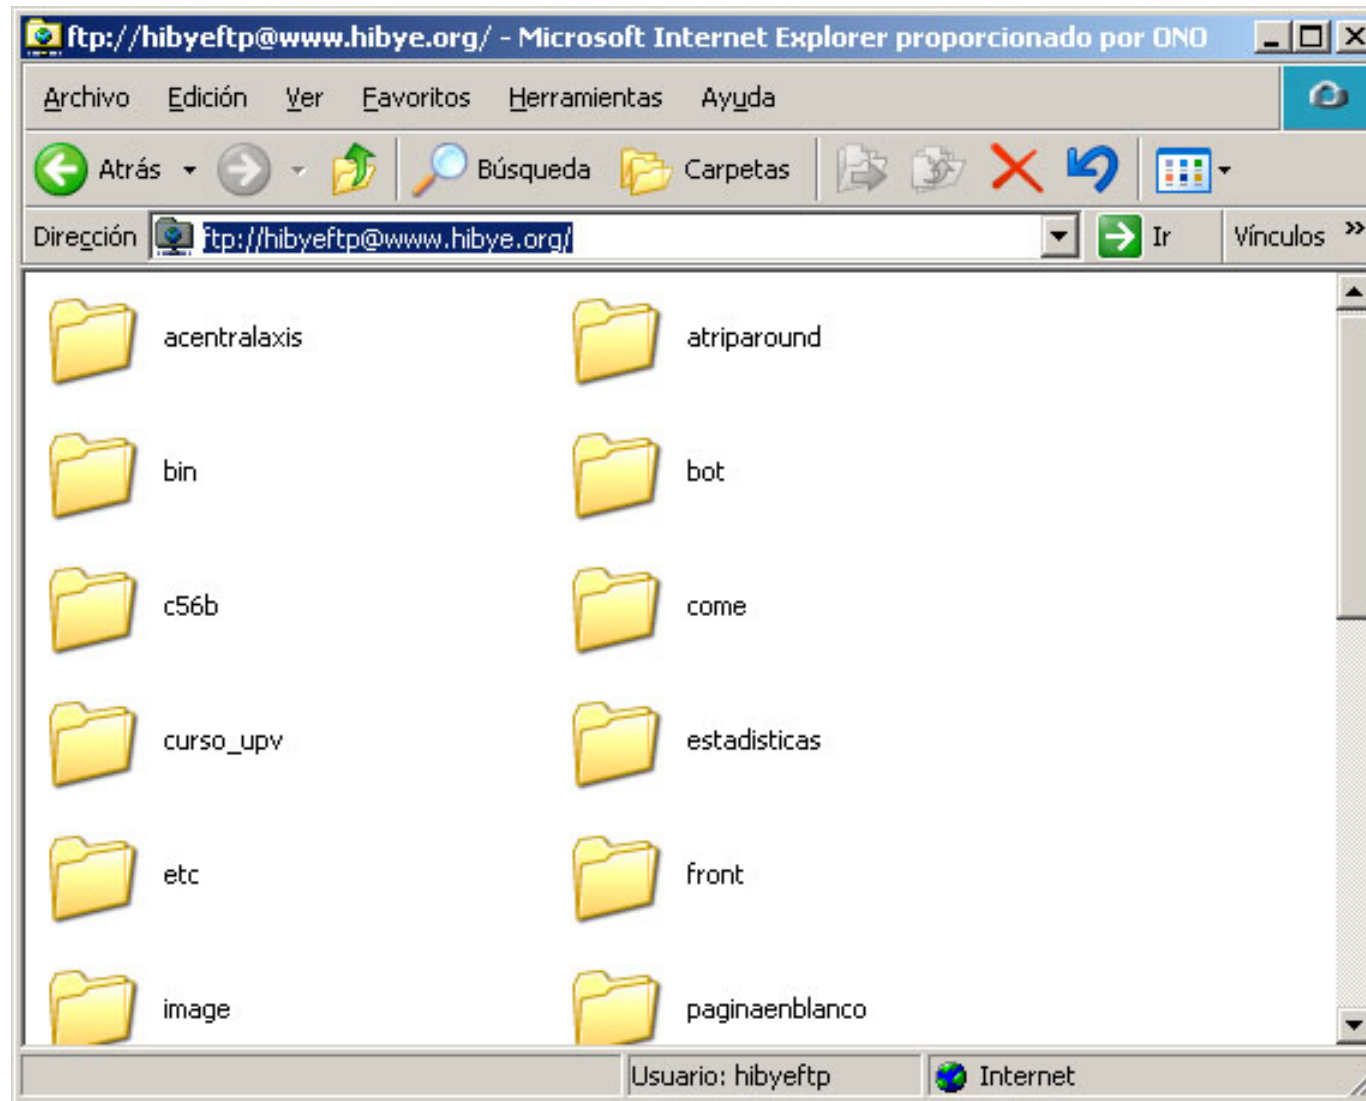 ftp://hibyeftp@www.hibye.org/ - Microsoft Internet Explorer proporcionado por ONO
Archivo Edición Ver Favoritos Herramientas Ayuda
Atrás Búsqueda Carpetas
Dirección ftp://hibyeftp@www.hibye.org/ Ir Vínculos »
acentralaxis atriparound
bin bot
c56b come
curso_upv estadisticas
etc front
image paginaenblanco
Usuario: hibyeftp Internet